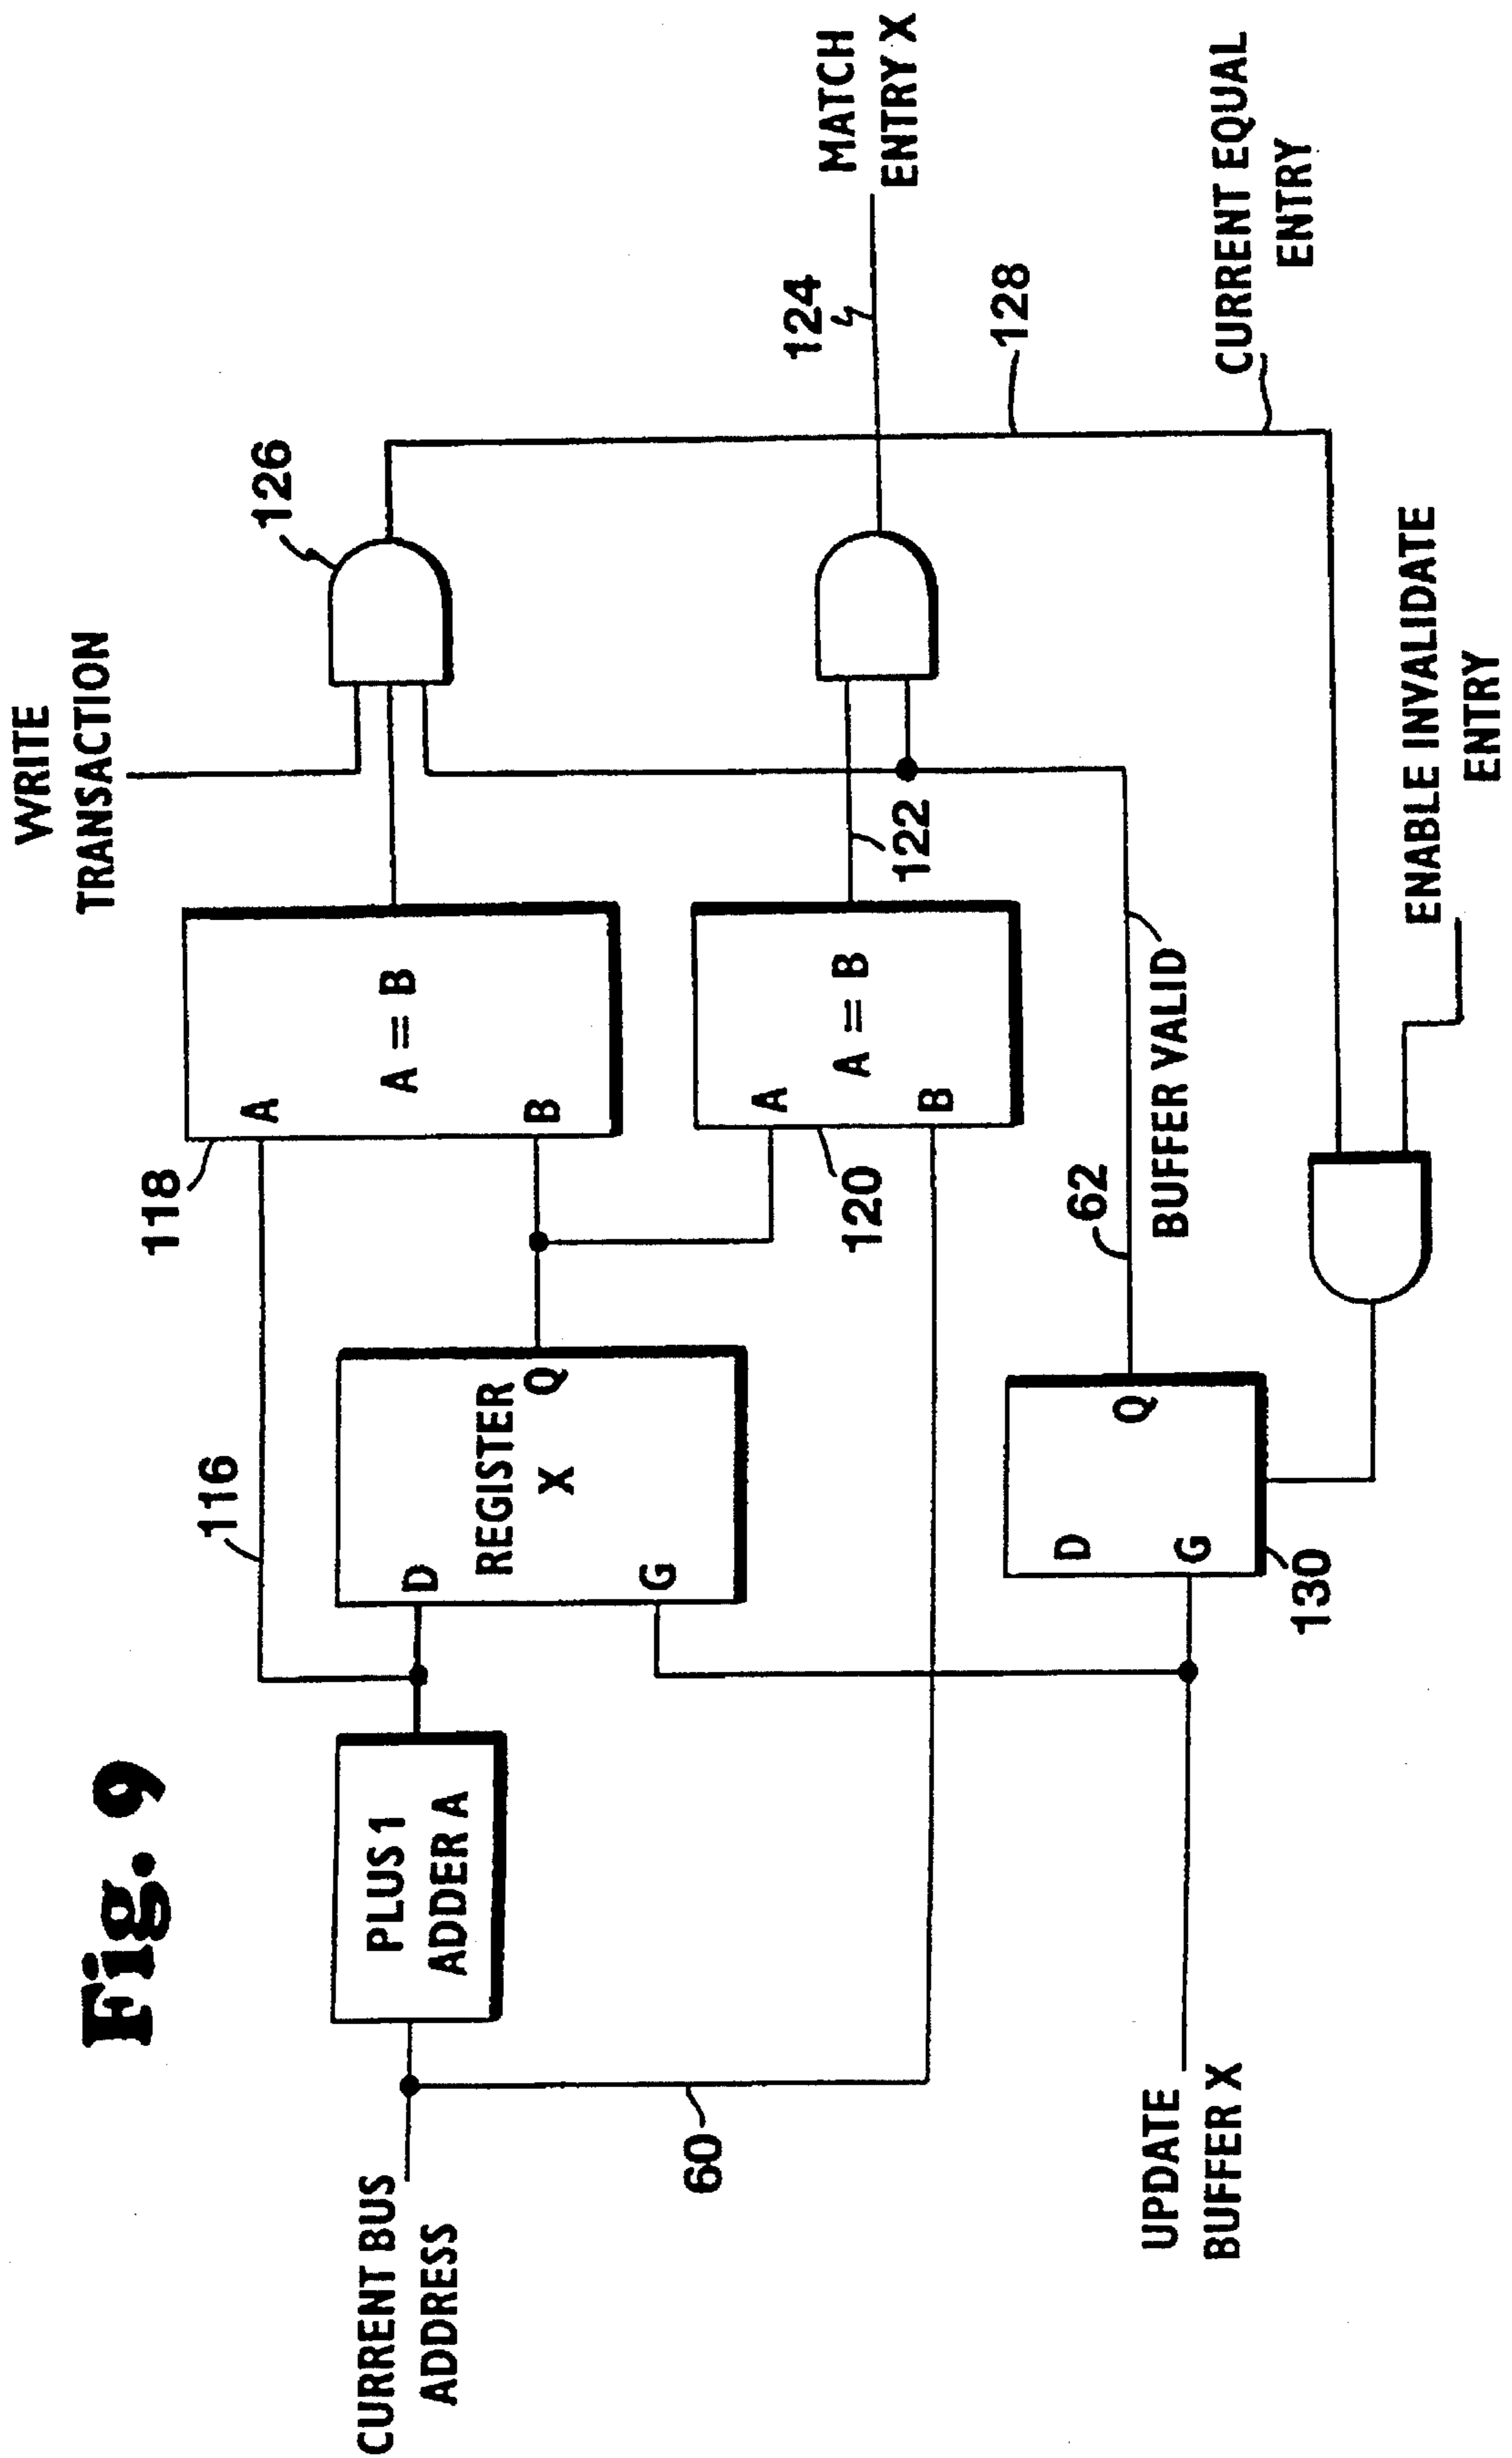 Fig. 9
WRITE
TRANSACTION
126
118
A
A = B
B
116
PLUS 1
ADDER A
D
REGISTER
X
Q
G
CURRENT BUS
ADDRESS
60
A
A = B
B
120
122
124
MATCH
ENTRY X
128
62
BUFFER VALID
D
Q
G
130
UPDATE
BUFFER X
CURRENT EQUAL
ENTRY
ENABLE INVALIDATE
ENTRY